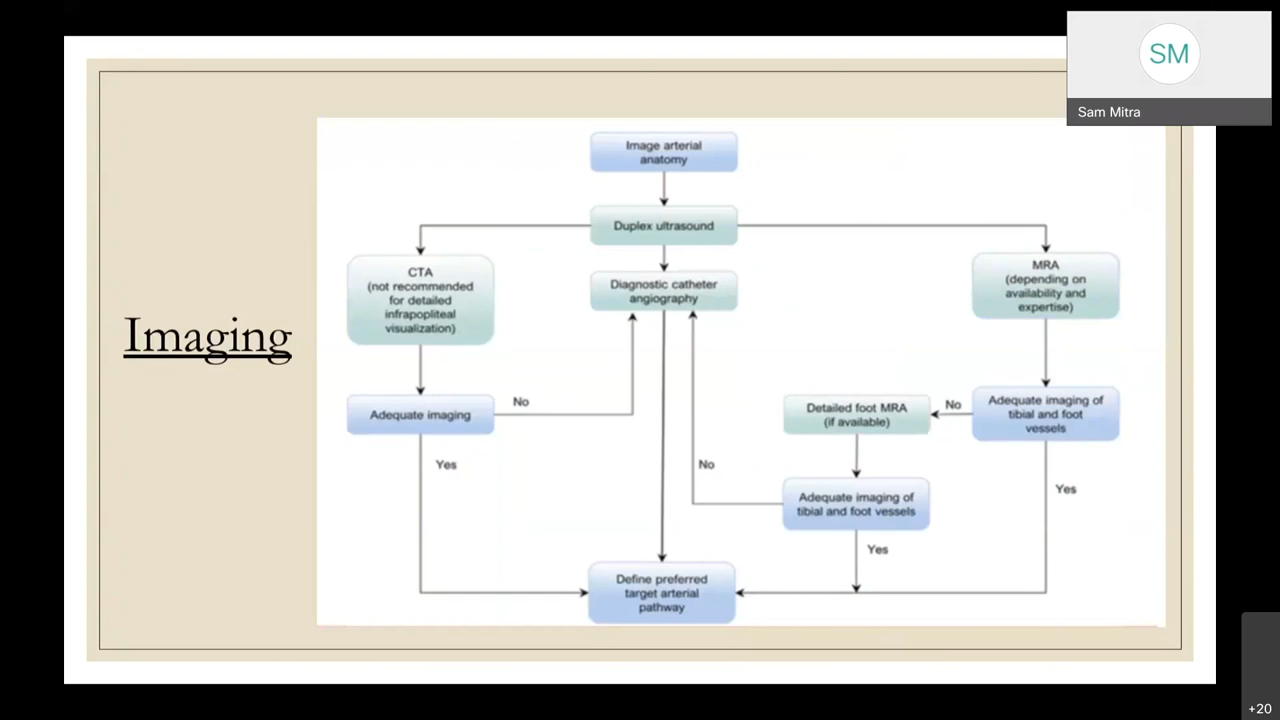 SM
Sam Mitra
Imaging
Image arterial
anatomy
Duplex ultrasound
CTA
(not recommended
for detailed
infrapopliteal
visualization)
Diagnostic catheter
angiography
MRA
(depending on
availability and
expertise)
Adequate imaging
No
Detailed foot MRA
(if available)
No
Adequate imaging of
tibial and foot
vessels
Yes
No
Adequate imaging of
tibial and foot vessels
Yes
Yes
Define preferred
target arterial
pathway
+20